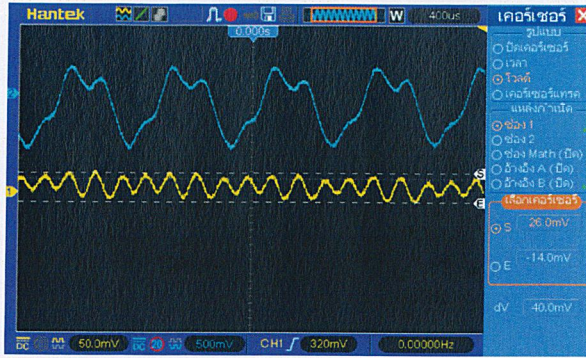 Hantek W 400us
0.000s
เคอร์เซอร์
รูปแบบ
ปิดเคอร์เซอร์
เวลา
โวลต์
เคอร์เซอร์แทรค
แหล่งกำเนิด
ช่อง 1
ช่อง 2
ช่อง Math (ปิด)
อ้างอิง A (ปิด)
อ้างอิง B (ปิด)
เลือกเคอร์เซอร์
S 26.0mV
E -14.0mV
dV 40.0mV
2
1
S
E
DC 50.0mV DC 20 500mV CH1 320mV 0.00000Hz